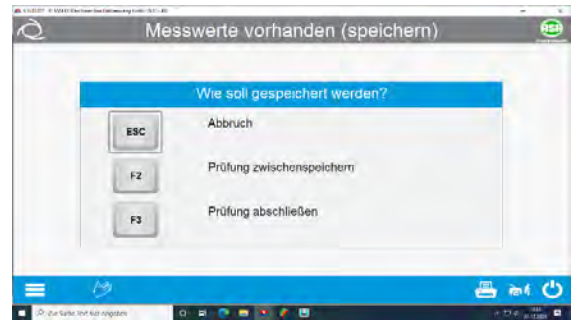 Messwerte vorhanden (speichern)
Wie soll gespeichert werden?
ESC Abbruch
F2 Prüfung zwischenspeichern
F3 Prüfung abschließen